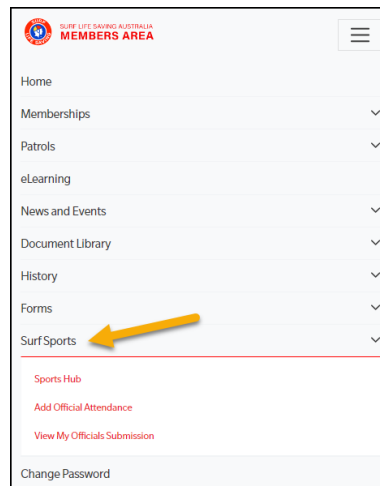 SURF LIFE SAVING AUSTRALIA
MEMBERS AREA
Home
Memberships
Patrols
eLearning
News and Events
Document Library
History
Forms
Surf Sports
Sports Hub
Add Official Attendance
View My Officials Submission
Change Password